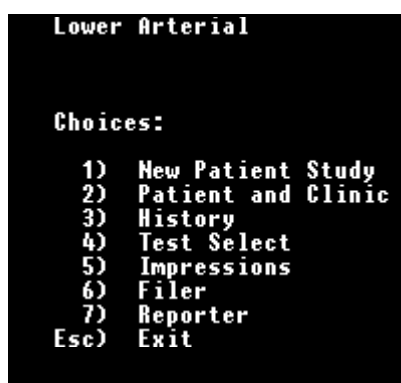 Lower Arterial
Choices:
1) New Patient Study
2) Patient and Clinic
3) History
4) Test Select
5) Impressions
6) Filer
7) Reporter
Esc) Exit